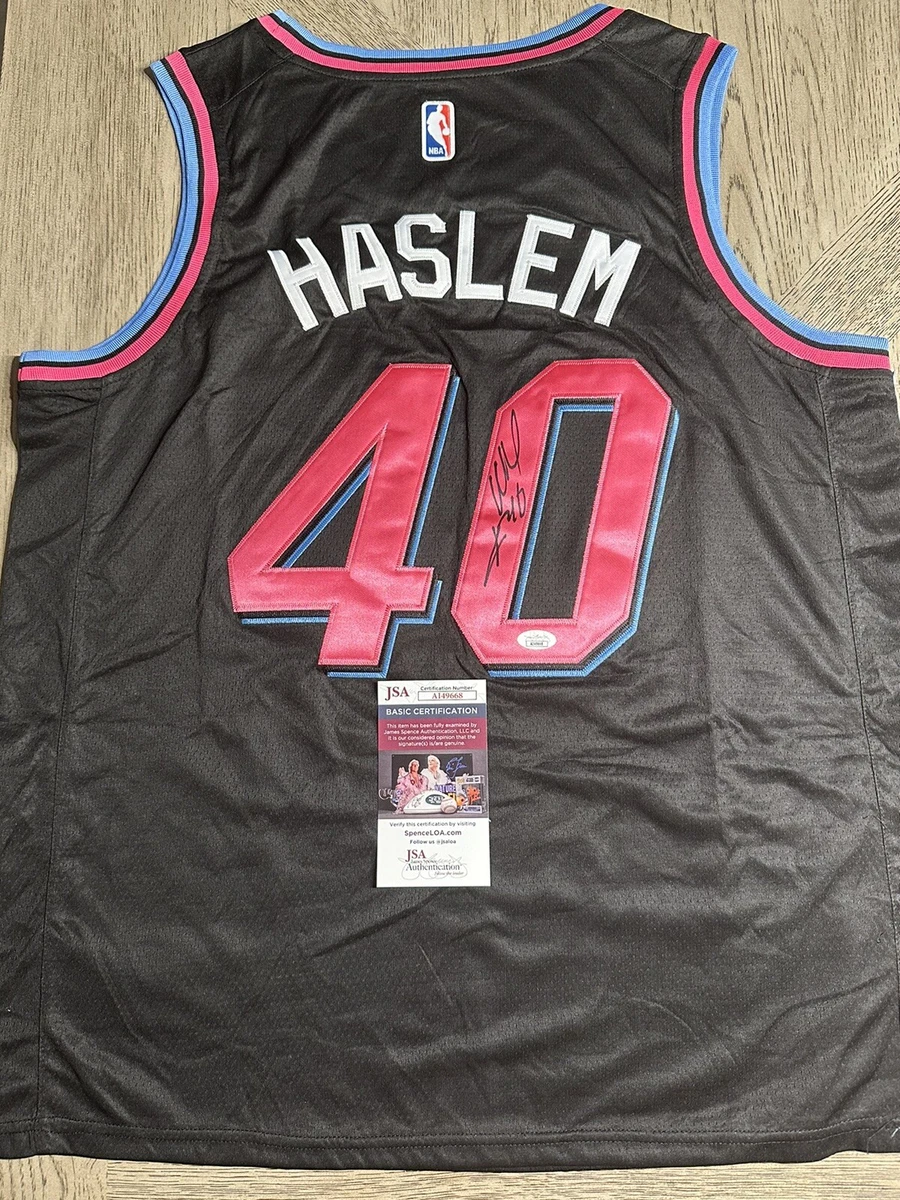 NBA
HASLEM
40
JSA
Certification Number
AI49668
BASIC CERTIFICATION
This item has been fully examined by
James Spence Authentication, LLC and
it is our considered opinion that the
signature(s) is/are genuine.
Verify this certification by visiting
SpenceLOA.com
Follow us @jsaloa
JSA
James Spence
Authentication